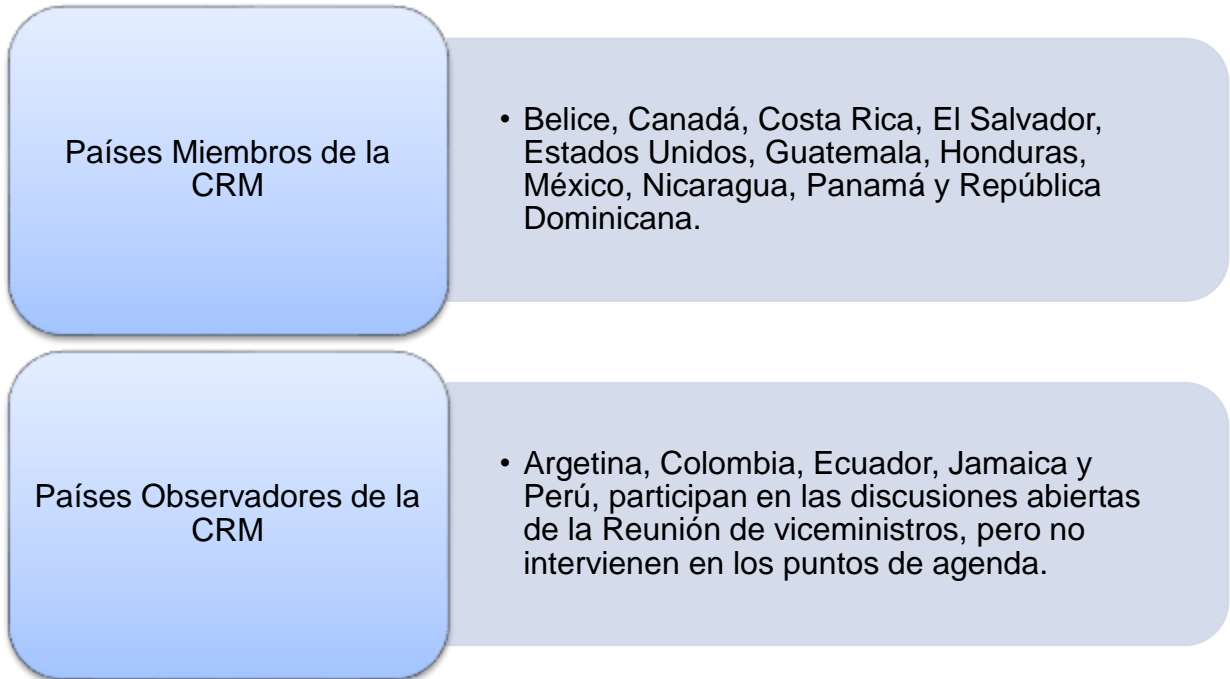 Países Miembros de la
CRM
• Belice, Canadá, Costa Rica, El Salvador,
Estados Unidos, Guatemala, Honduras,
México, Nicaragua, Panamá y República
Dominicana.
Países Observadores de la
CRM
• Argetina, Colombia, Ecuador, Jamaica y
Perú, participan en las discusiones abiertas
de la Reunión de viceministros, pero no
intervienen en los puntos de agenda.